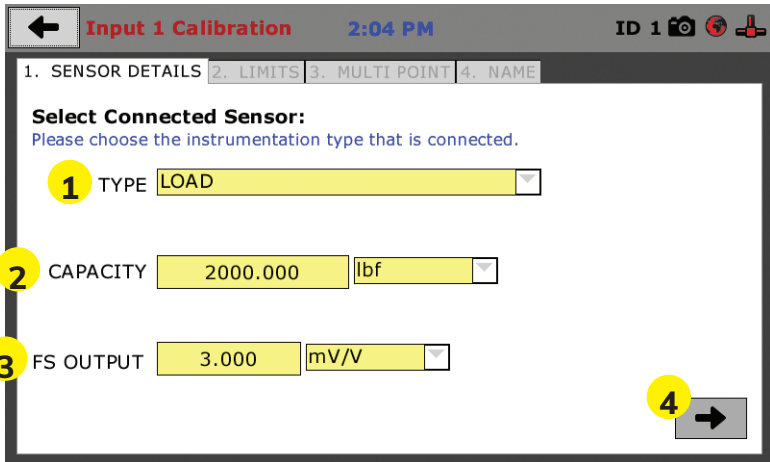 Input 1 Calibration 2:04 PM ID 1
1. SENSOR DETAILS 2. LIMITS 3. MULTI POINT 4. NAME
Select Connected Sensor:
Please choose the instrumentation type that is connected.
1 TYPE LOAD
2 CAPACITY 2000.000 lbf
3 FS OUTPUT 3.000 mV/V
4